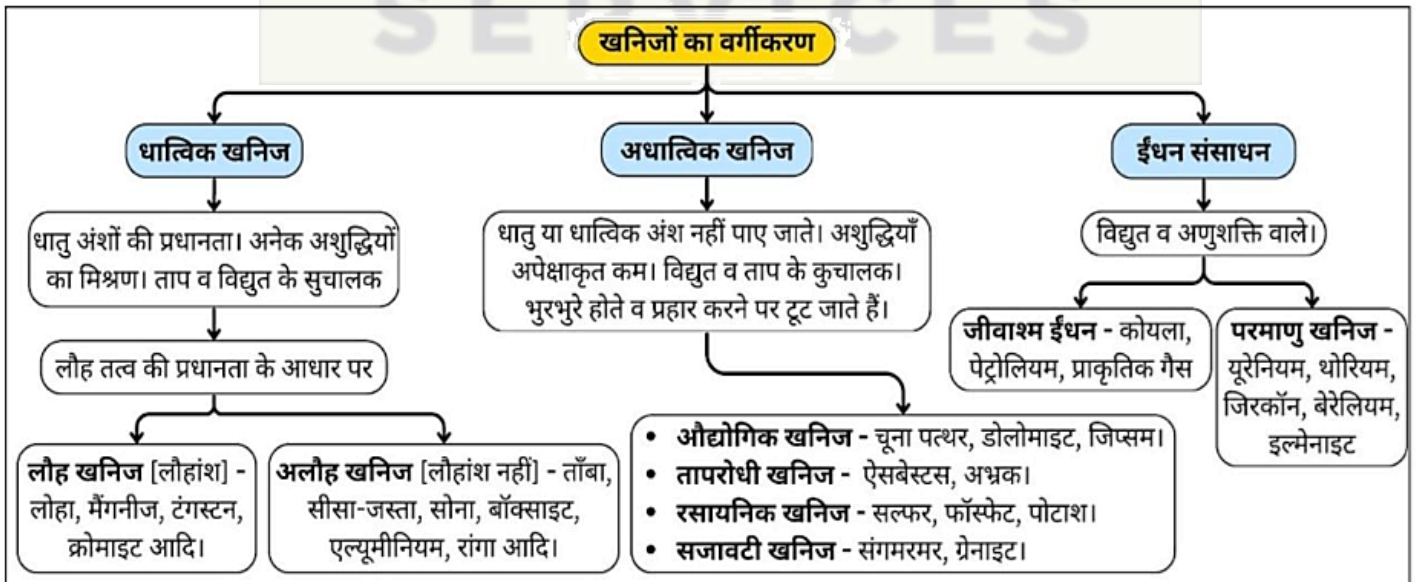 SERVICES
खनिजों का वर्गीकरण
धात्विक खनिज
धातु अंशों की प्रधानता। अनेक अशुद्धियों
का मिश्रण। ताप व विद्युत के सुचालक
लौह तत्व की प्रधानता के आधार पर
लौह खनिज [लौहांश] -
लोहा, मैंगनीज, टंगस्टन,
क्रोमाइट आदि।
अलौह खनिज [लौहांश नहीं] - ताँबा,
सीसा-जस्ता, सोना, बॉक्साइट,
एल्यूमीनियम, रांगा आदि।
अधात्विक खनिज
धातु या धात्विक अंश नहीं पाए जाते। अशुद्धियाँ
अपेक्षाकृत कम। विद्युत व ताप के कुचालक।
भुरभुरे होते व प्रहार करने पर टूट जाते हैं।
• औद्योगिक खनिज - चूना पत्थर, डोलोमाइट, जिप्सम।
• तापरोधी खनिज - ऐसबेस्टस, अभ्रक।
• रसायनिक खनिज - सल्फर, फॉस्फेट, पोटाश।
• सजावटी खनिज - संगमरमर, ग्रेनाइट।
ईंधन संसाधन
विद्युत व अणुशक्ति वाले।
जीवाश्म ईंधन - कोयला,
पेट्रोलियम, प्राकृतिक गैस
परमाणु खनिज -
यूरेनियम, थोरियम,
जिरकॉन, बेरेलियम,
इल्मेनाइट